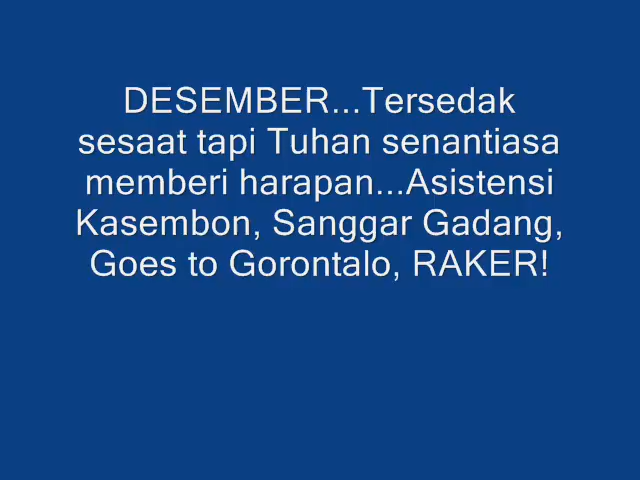 DESEMBER...Tersedak
sesaat tapi Tuhan senantiasa
memberi harapan...Asistensi
Kasembon, Sanggar Gadang,
Goes to Gorontalo, RAKER!